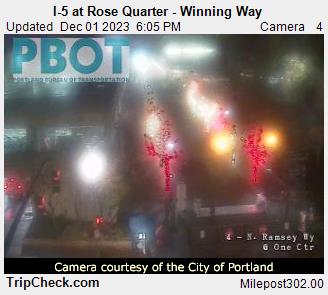 I-5 at Rose Quarter - Winning Way
Updated Dec 01 2023 6:05 PM Camera 4
PBOT
PORTLAND BUREAU OF TRANSPORTATION
4 - N. Ramsey Wy
@ One Ctr
Camera courtesy of the City of Portland
TripCheck.com Milepost302.00